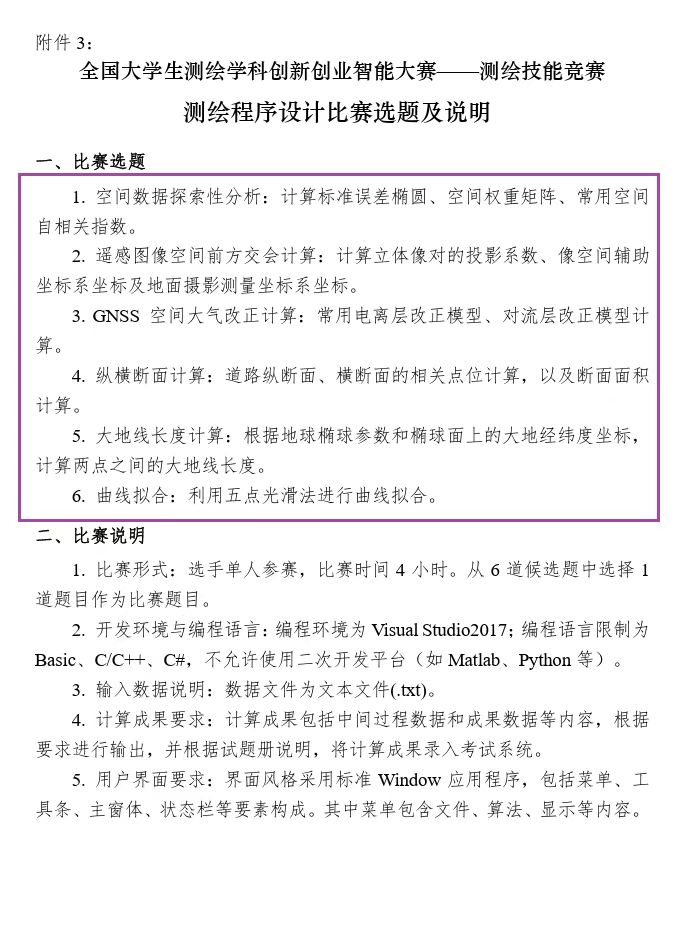 附件 3：
全国大学生测绘学科创新创业智能大赛——测绘技能竞赛
测绘程序设计比赛选题及说明
一、比赛选题
1. 空间数据探索性分析：计算标准误差椭圆、空间权重矩阵、常用空间
自相关指数。
2. 遥感图像空间前方交会计算：计算立体像对的投影系数、像空间辅助
坐标系坐标及地面摄影测量坐标系坐标。
3. GNSS 空间大气改正计算：常用电离层改正模型、对流层改正模型计
算。
4. 纵横断面计算：道路纵断面、横断面的相关点位计算，以及断面面积
计算。
5. 大地线长度计算：根据地球椭球参数和椭球面上的大地经纬度坐标，
计算两点之间的大地线长度。
6. 曲线拟合：利用五点光滑法进行曲线拟合。
二、比赛说明
1. 比赛形式：选手单人参赛，比赛时间 4 小时。从 6 道候选题中选择 1
道题目作为比赛题目。
2. 开发环境与编程语言：编程环境为 Visual Studio2017；编程语言限制为
Basic、C/C++、C#，不允许使用二次开发平台（如 Matlab、Python 等）。
3. 输入数据说明：数据文件为文本文件(.txt)。
4. 计算成果要求：计算成果包括中间过程数据和成果数据等内容，根据
要求进行输出，并根据试题册说明，将计算成果录入考试系统。
5. 用户界面要求：界面风格采用标准 Window 应用程序，包括菜单、工
具条、主窗体、状态栏等要素构成。其中菜单包含文件、算法、显示等内容。